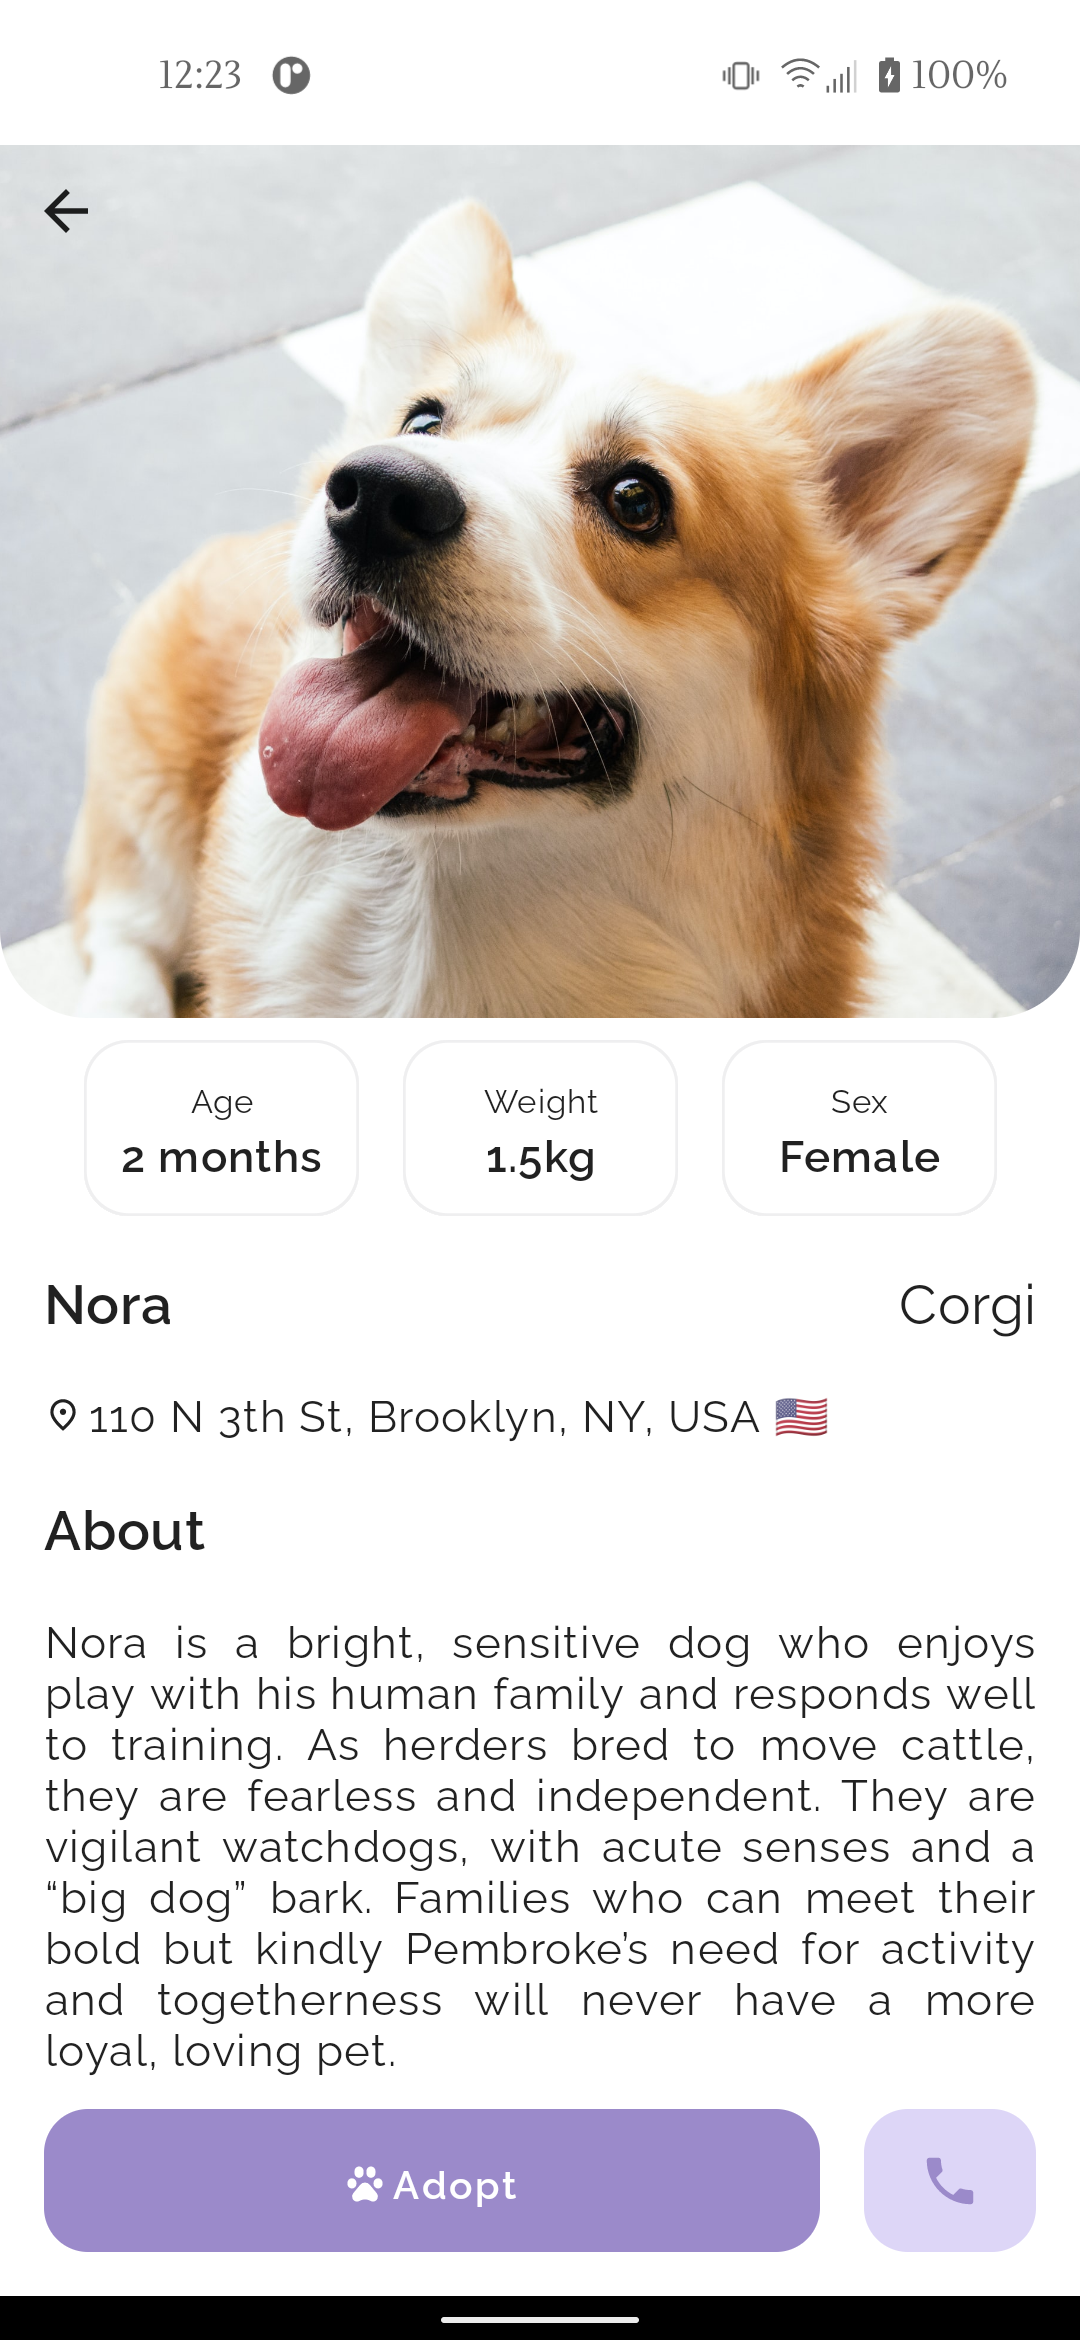 12:23
100%
Age
2 months
Weight
1.5kg
Sex
Female
Nora
Corgi
110 N 3th St, Brooklyn, NY, USA 🇺🇸
About
Nora is a bright, sensitive dog who enjoys
play with his human family and responds well
to training. As herders bred to move cattle,
they are fearless and independent. They are
vigilant watchdogs, with acute senses and a
“big dog” bark. Families who can meet their
bold but kindly Pembroke’s need for activity
and togetherness will never have a more
loyal, loving pet.
Adopt